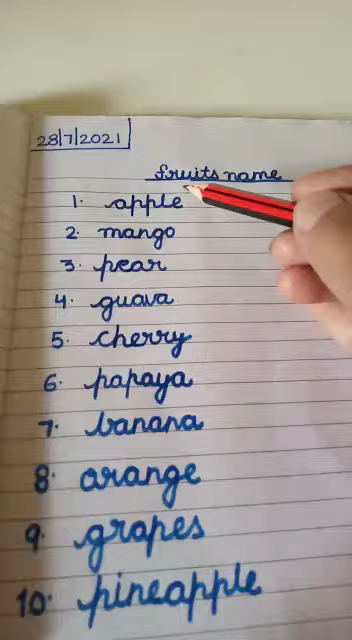 28/7/2021
fruits name
1. apple
2. mango
3. pear
4. guava
5. cherry
6. papaya
7. banana
8. orange
9. grapes
10. pineapple